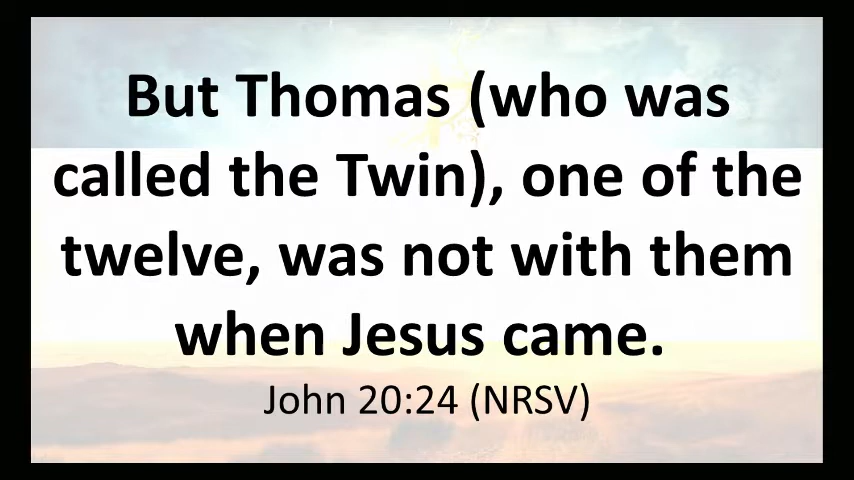 But Thomas (who was
called the Twin), one of the
twelve, was not with them
when Jesus came.
John 20:24 (NRSV)